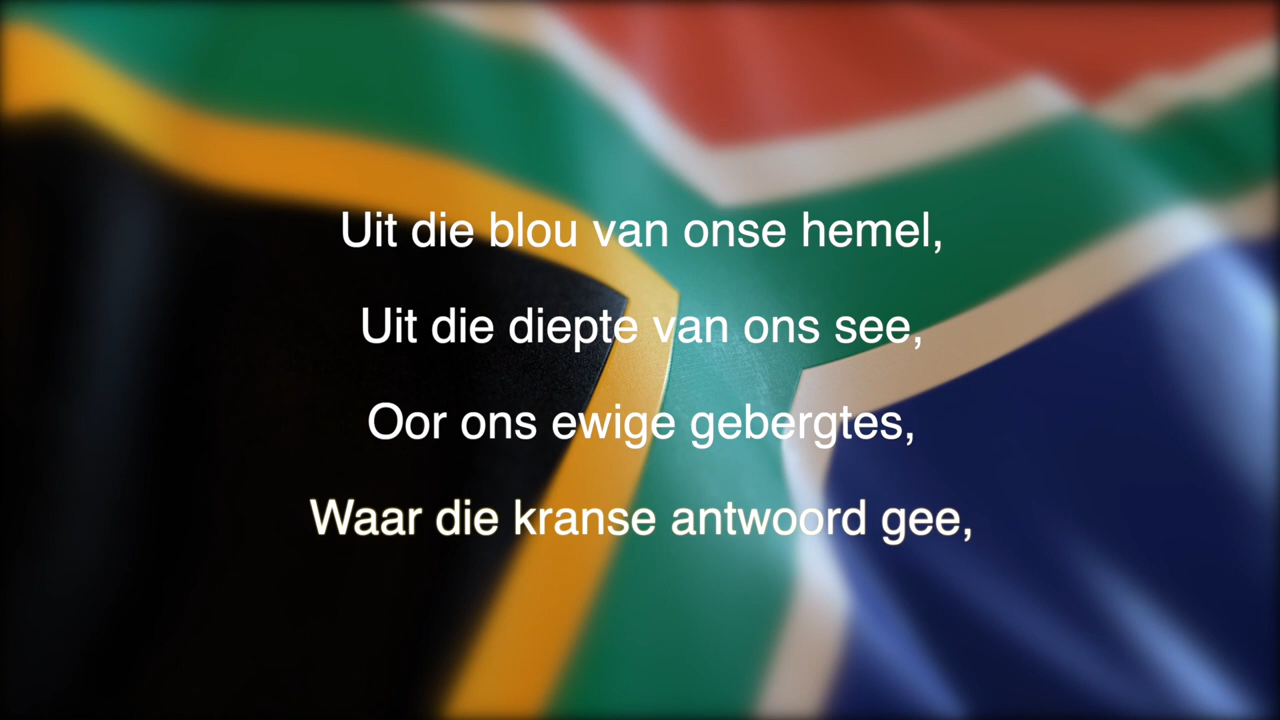 Uit die blou van onse hemel,
Uit die diepte van ons see,
Oor ons ewige gebergtes,
Waar die kranse antwoord gee,